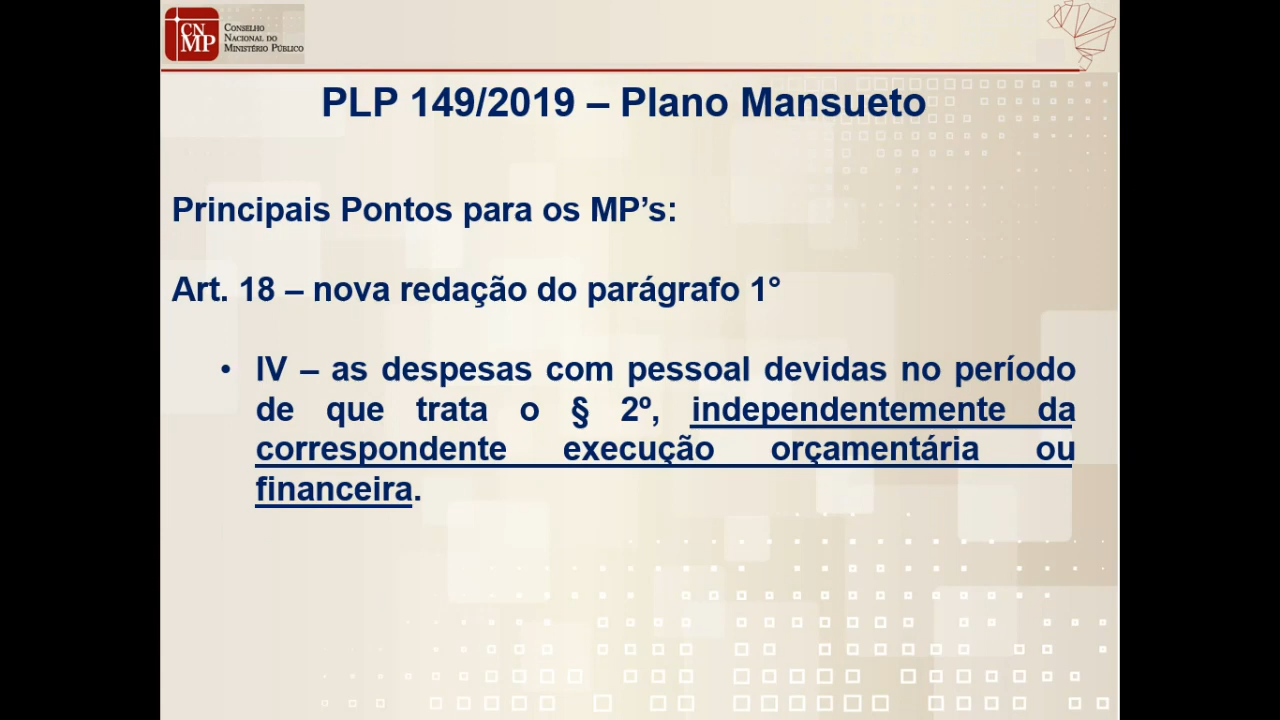 CN
MP
Conselho
Nacional do
Ministério Público
PLP 149/2019 – Plano Mansueto
Principais Pontos para os MP’s:
Art. 18 – nova redação do parágrafo 1°
• IV – as despesas com pessoal devidas no período
de que trata o § 2º, independentemente da
correspondente execução orçamentária ou
financeira.